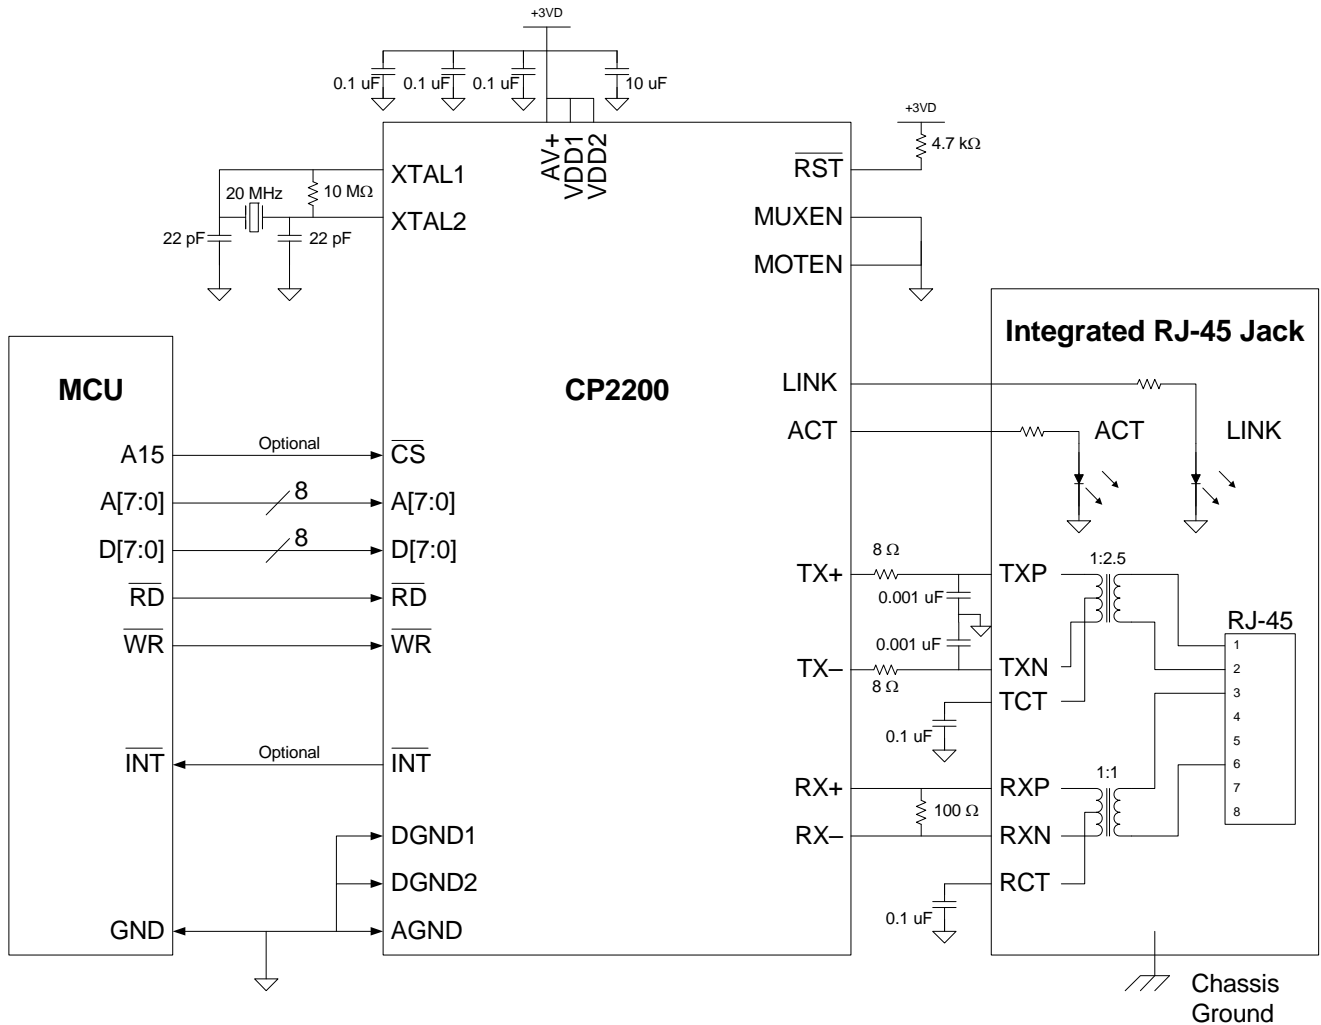 +3VD
0.1 uF
0.1 uF
0.1 uF
10 uF
AV+
VDD1
VDD2
+3VD
4.7 kΩ
XTAL1
RST
20 MHz
10 MΩ
XTAL2
MUXEN
22 pF
22 pF
MOTEN
Integrated RJ-45 Jack
MCU
CP2200
LINK
ACT
ACT
LINK
A15
Optional
CS
A[7:0]
8
A[7:0]
D[7:0]
8
D[7:0]
RD
RD
WR
WR
TX+
8 Ω
TXP
1:2.5
0.001 uF
0.001 uF
TX–
8 Ω
TXN
TCT
0.1 uF
RJ-45
1
2
3
4
5
6
7
8
INT
Optional
INT
RX+
RXP
1:1
100 Ω
RX–
RXN
RCT
0.1 uF
DGND1
DGND2
GND
AGND
Chassis
Ground